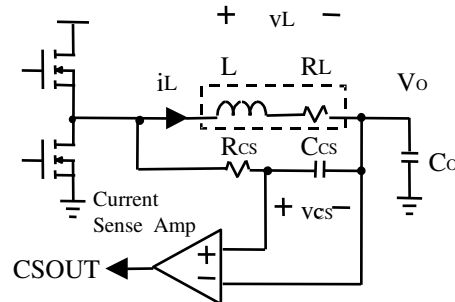 + vL −
iL L RL VO
RCS CCS CO
+ vcs −
Current
Sense Amp
CSOUT
+
−